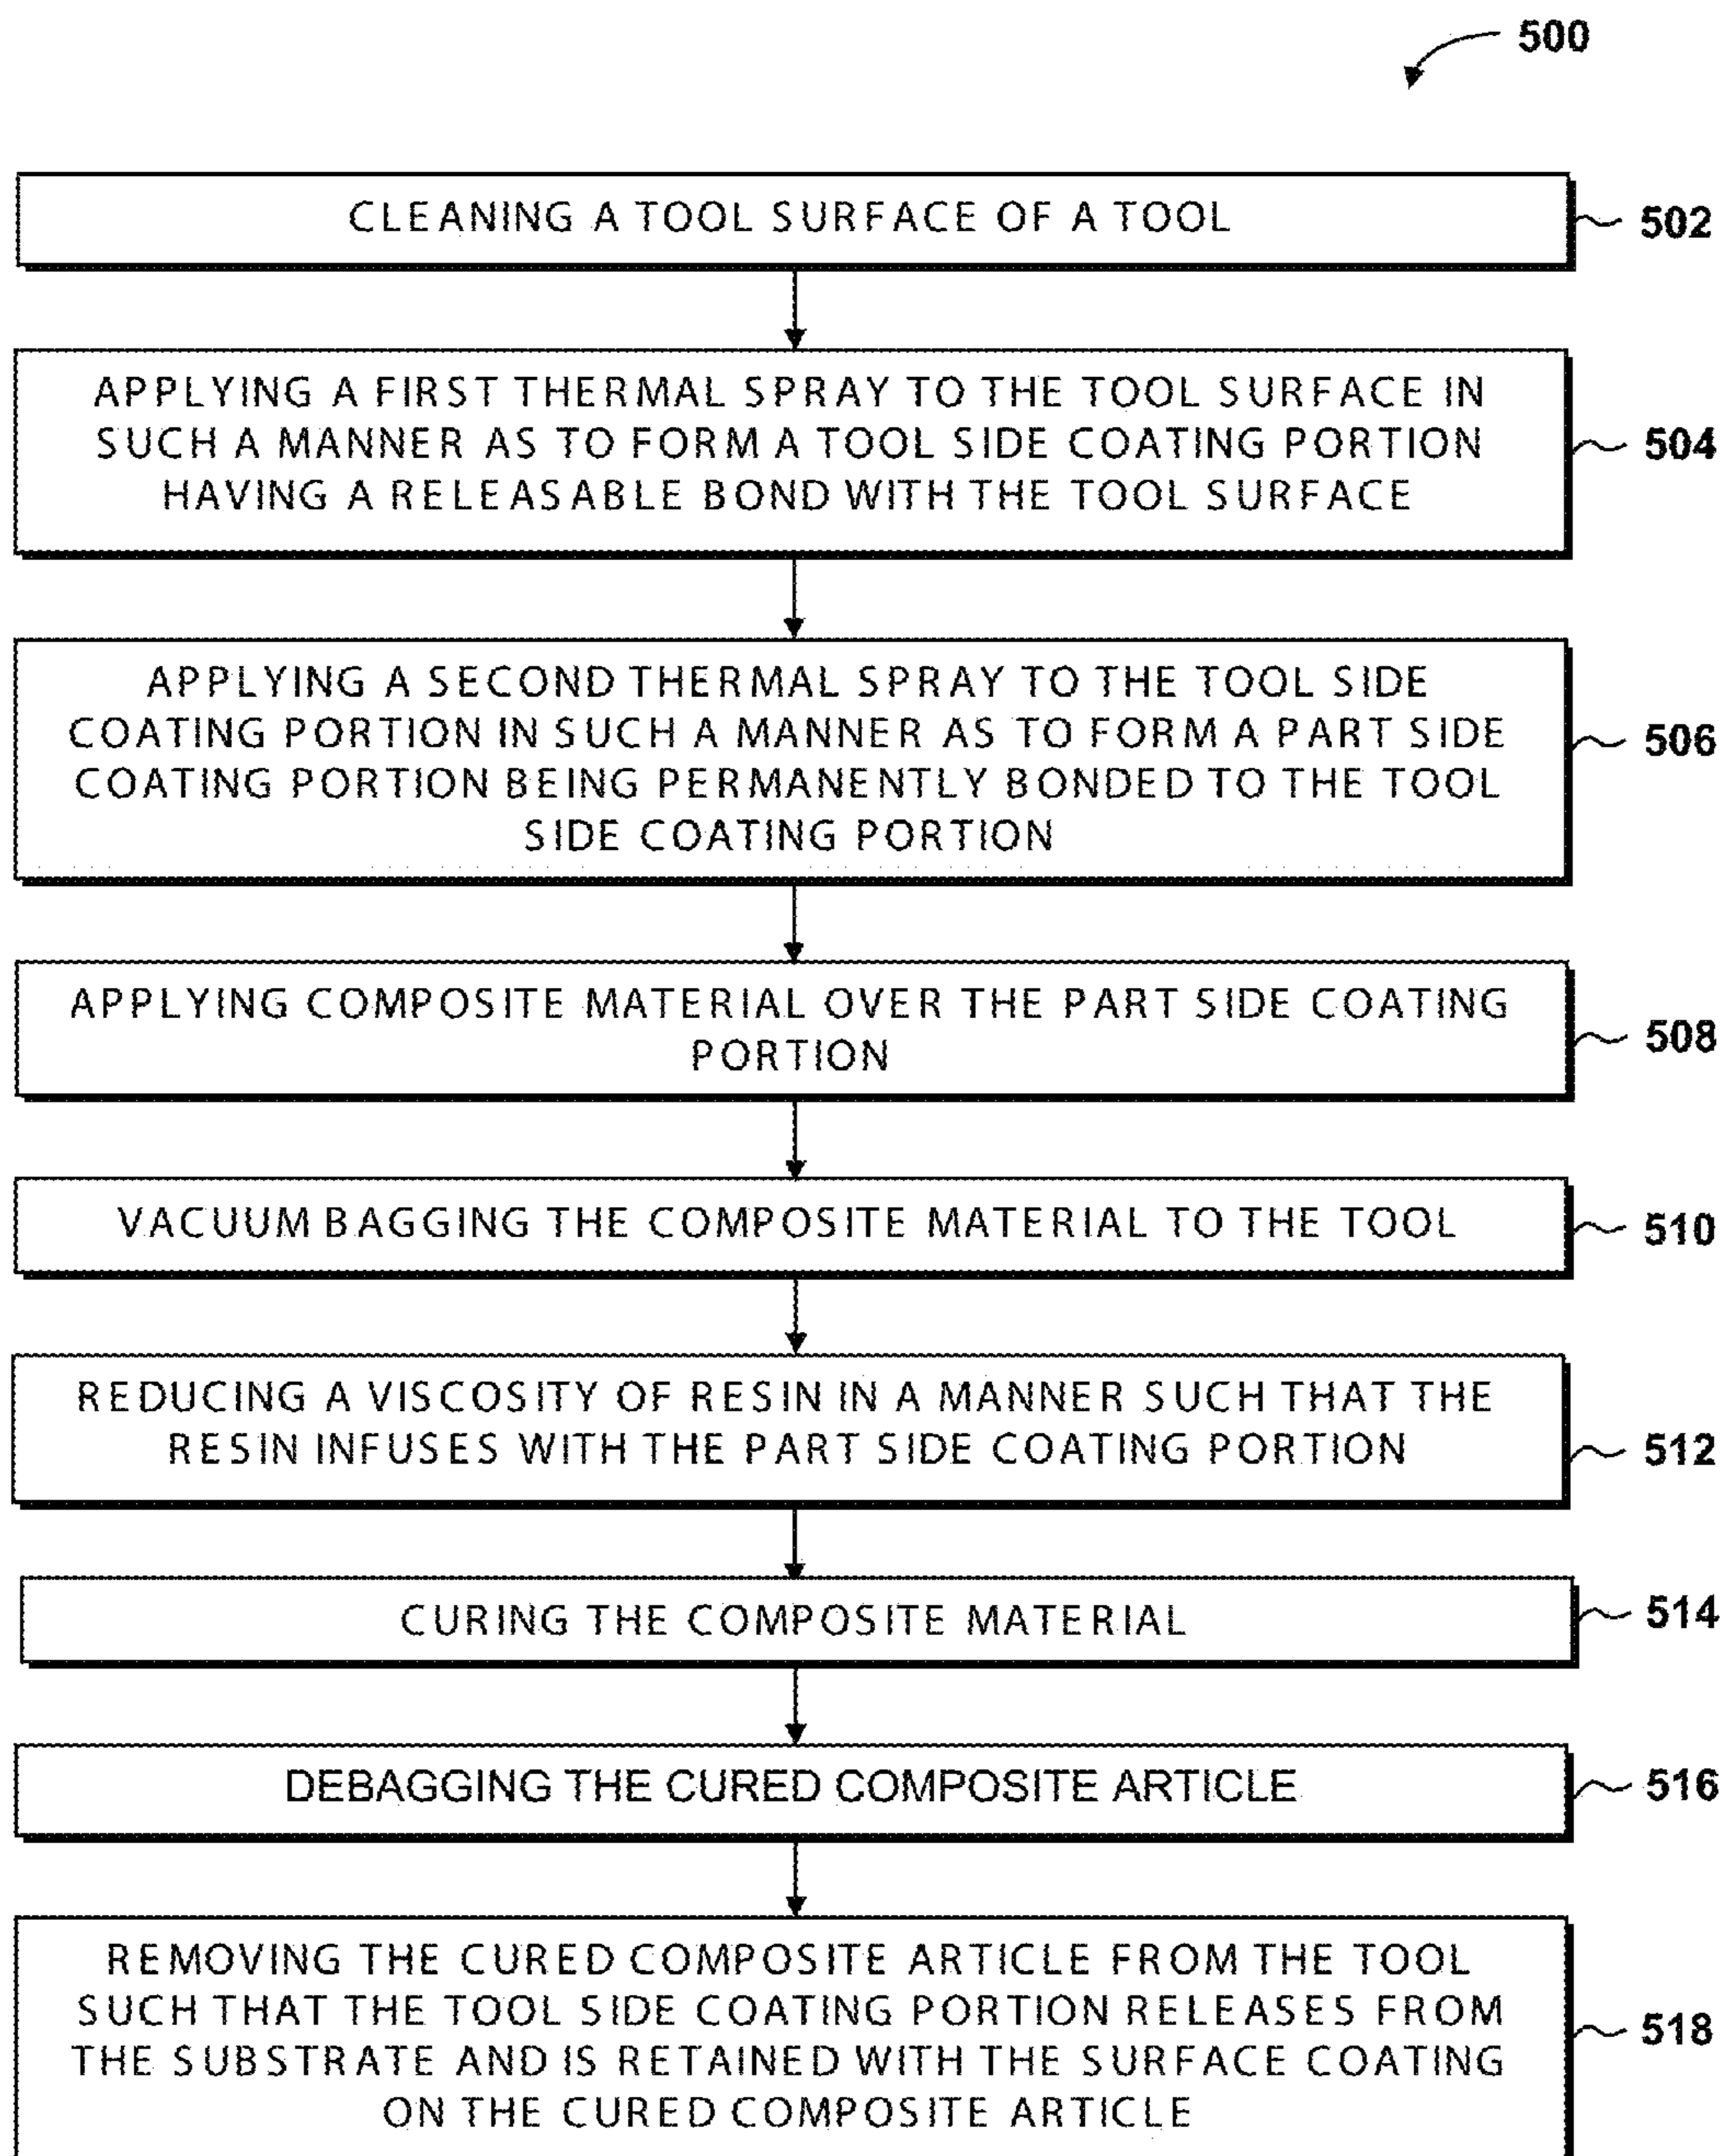 500
CLEANING A TOOL SURFACE OF A TOOL
502
APPLYING A FIRST THERMAL SPRAY TO THE TOOL SURFACE IN
SUCH A MANNER AS TO FORM A TOOL SIDE COATING PORTION
HAVING A RELEASABLE BOND WITH THE TOOL SURFACE
504
APPLYING A SECOND THERMAL SPRAY TO THE TOOL SIDE
COATING PORTION IN SUCH A MANNER AS TO FORM A PART SIDE
COATING PORTION BEING PERMANENTLY BONDED TO THE TOOL
SIDE COATING PORTION
506
APPLYING COMPOSITE MATERIAL OVER THE PART SIDE COATING
PORTION
508
VACUUM BAGGING THE COMPOSITE MATERIAL TO THE TOOL
510
REDUCING A VISCOSITY OF RESIN IN A MANNER SUCH THAT THE
RESIN INFUSES WITH THE PART SIDE COATING PORTION
512
CURING THE COMPOSITE MATERIAL
514
DEBAGGING THE CURED COMPOSITE ARTICLE
516
REMOVING THE CURED COMPOSITE ARTICLE FROM THE TOOL
SUCH THAT THE TOOL SIDE COATING PORTION RELEASES FROM
THE SUBSTRATE AND IS RETAINED WITH THE SURFACE COATING
ON THE CURED COMPOSITE ARTICLE
518